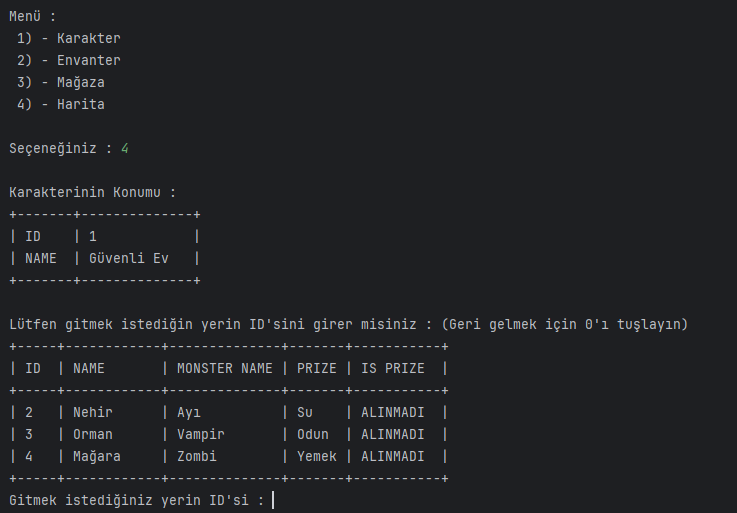 Menü :
 1) - Karakter
 2) - Envanter
 3) - Mağaza
 4) - Harita

Seçeneğiniz : 4

Karakterinin Konumu :
+-------+--------------+
| ID    | 1            |
| NAME  | Güvenli Ev   |
+-------+--------------+

Lütfen gitmek istediğin yerin ID'sini girer misiniz : (Geri gelmek için 0'ı tuşlayın)
+-----+------------+--------------+-------+-----------+
| ID  | NAME       | MONSTER NAME | PRIZE | IS PRIZE  |
+-----+------------+--------------+-------+-----------+
| 2   | Nehir      | Ayı          | Su    | ALINMADI  |
| 3   | Orman      | Vampir       | Odun  | ALINMADI  |
| 4   | Mağara     | Zombi        | Yemek | ALINMADI  |
+-----+------------+--------------+-------+-----------+
Gitmek istediğiniz yerin ID'si :